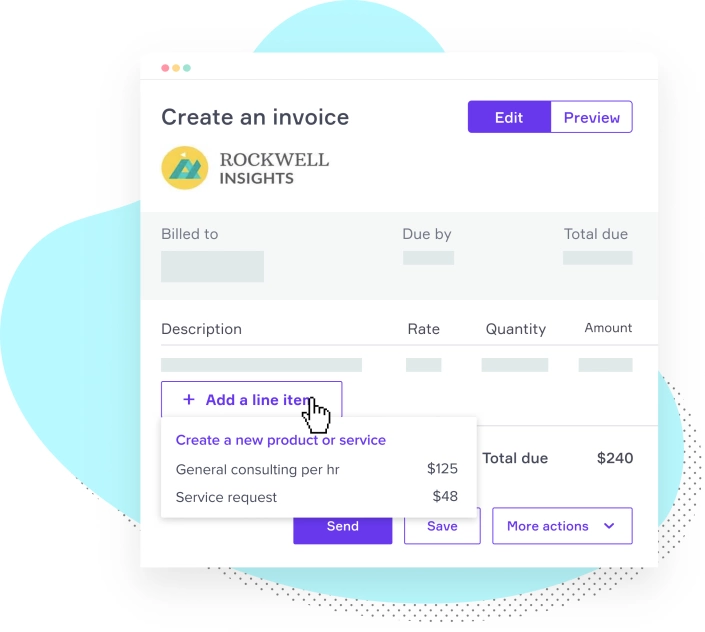 Create an invoice
Edit
Preview
ROCKWELL
INSIGHTS
Billed to
Due by
Total due
Description
Rate
Quantity
Amount
+ Add a line item
Create a new product or service
General consulting per hr $125
Service request $48
Total due $240
Send
Save
More actions